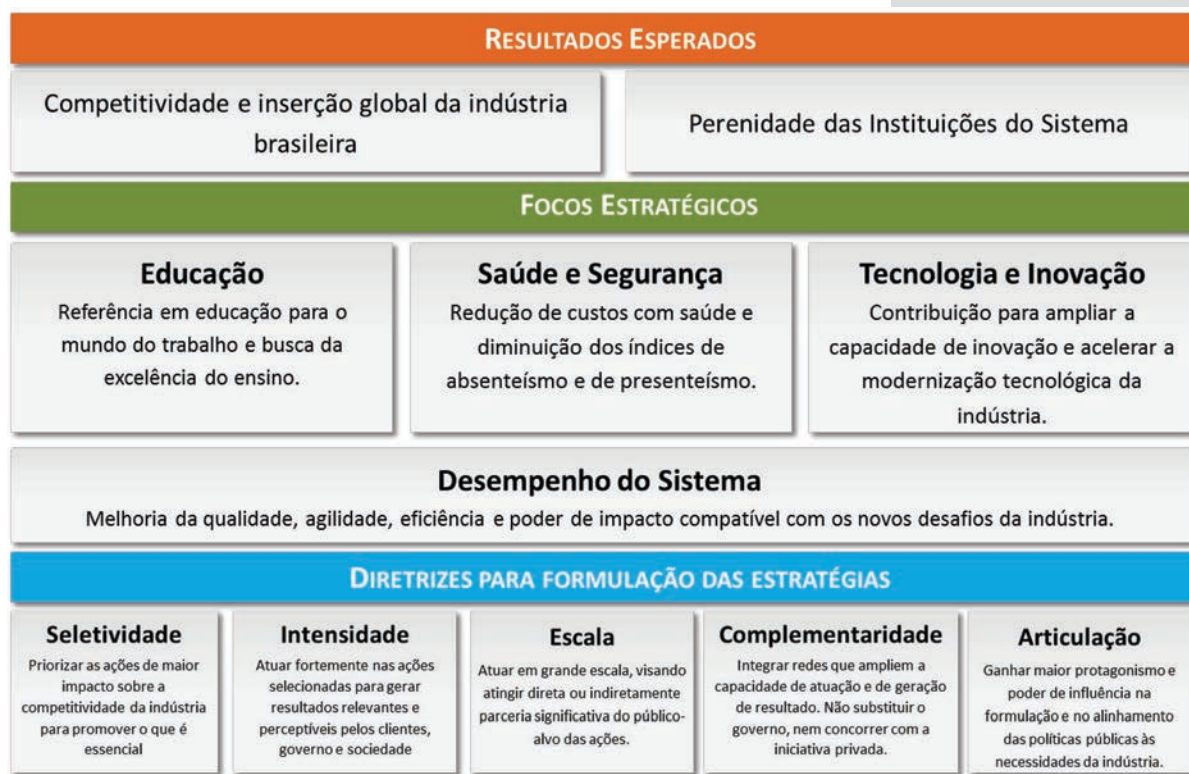 RESULTADOS ESPERADOS
Competitividade e inserção global da indústria
brasileira
Perenidade das Instituições do Sistema
FOCOS ESTRATÉGICOS
Educação
Referência em educação para o
mundo do trabalho e busca da
excelência do ensino.
Saúde e Segurança
Redução de custos com saúde e
diminuição dos índices de
absenteísmo e de presenteísmo.
Tecnologia e Inovação
Contribuição para ampliar a
capacidade de inovação e acelerar a
modernização tecnológica da
indústria.
Desempenho do Sistema
Melhoria da qualidade, agilidade, eficiência e poder de impacto compatível com os novos desafios da indústria.
DIRETRIZES PARA FORMULAÇÃO DAS ESTRATÉGIAS
Seletividade
Priorizar as ações de maior
impacto sobre a
competitividade da indústria
para promover o que é
essencial
Intensidade
Atuar fortemente nas ações
selecionadas para gerar
resultados relevantes e
perceptíveis pelos clientes,
governo e sociedade
Escala
Atuar em grande escala, visando
atingir direta ou indiretamente
parceria significativa do público-
alvo das ações.
Complementaridade
Integrar redes que ampliem a
capacidade de atuação e de geração
de resultado. Não substituir o
governo, nem concorrer com a
iniciativa privada.
Articulação
Ganhar maior protagonismo e
poder de influência na
formulação e no alinhamento
das políticas públicas às
necessidades da indústria.